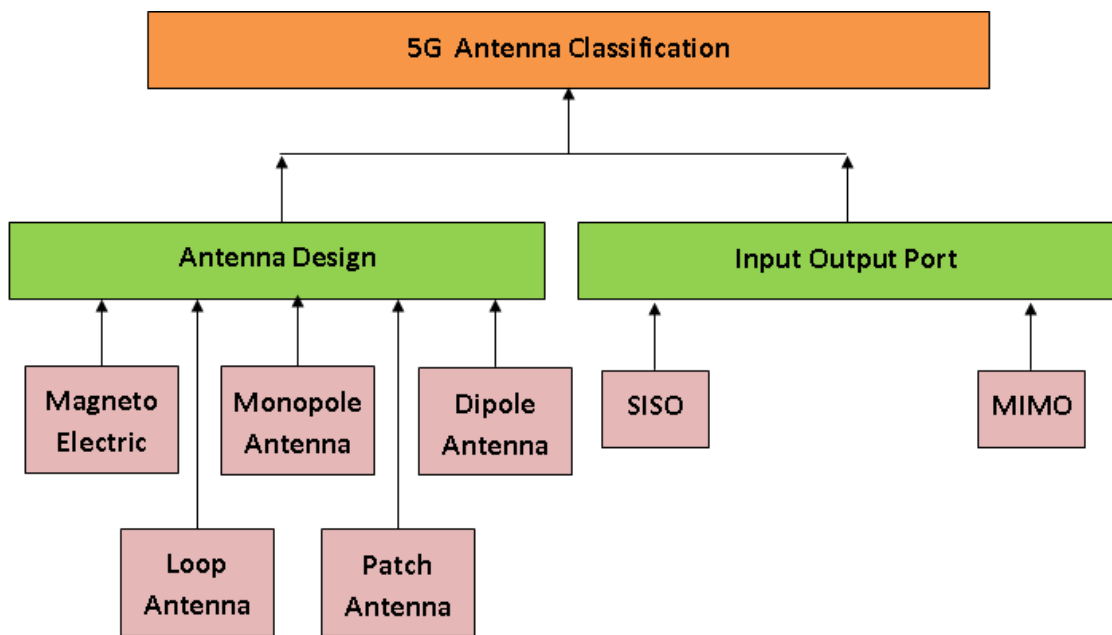 5G Antenna Classification
Antenna Design
Input Output Port
Magneto
Electric
Monopole
Antenna
Dipole
Antenna
SISO
MIMO
Loop
Antenna
Patch
Antenna